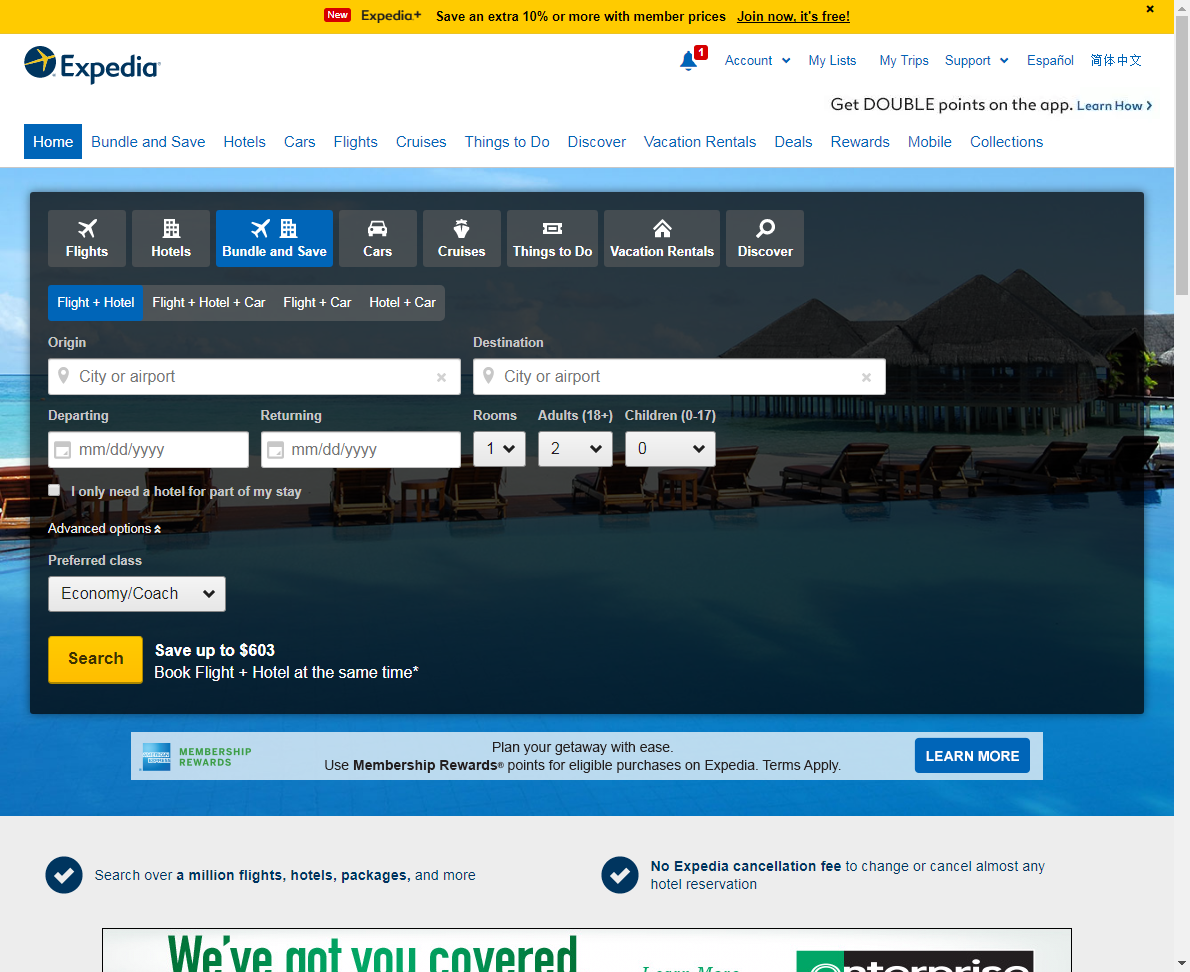 New Expedia+ Save an extra 10% or more with member prices Join now, it's free!
Expedia
1 Account My Lists My Trips Support Español 简体中文
Get DOUBLE points on the app. Learn How
Home Bundle and Save Hotels Cars Flights Cruises Things to Do Discover Vacation Rentals Deals Rewards Mobile Collections
Flights Hotels Bundle and Save Cars Cruises Things to Do Vacation Rentals Discover
Flight + Hotel Flight + Hotel + Car Flight + Car Hotel + Car
Origin Destination
City or airport City or airport
Departing Returning Rooms Adults (18+) Children (0-17)
mm/dd/yyyy mm/dd/yyyy 1 2 0
I only need a hotel for part of my stay
Advanced options
Preferred class
Economy/Coach
Search
Save up to $603
Book Flight + Hotel at the same time*
AMERICAN EXPRESS
MEMBERSHIP
REWARDS
Plan your getaway with ease.
Use Membership Rewards® points for eligible purchases on Expedia. Terms Apply.
LEARN MORE
Search over a million flights, hotels, packages, and more
No Expedia cancellation fee to change or cancel almost any
hotel reservation
We've got you covered
Learn More
enterprise